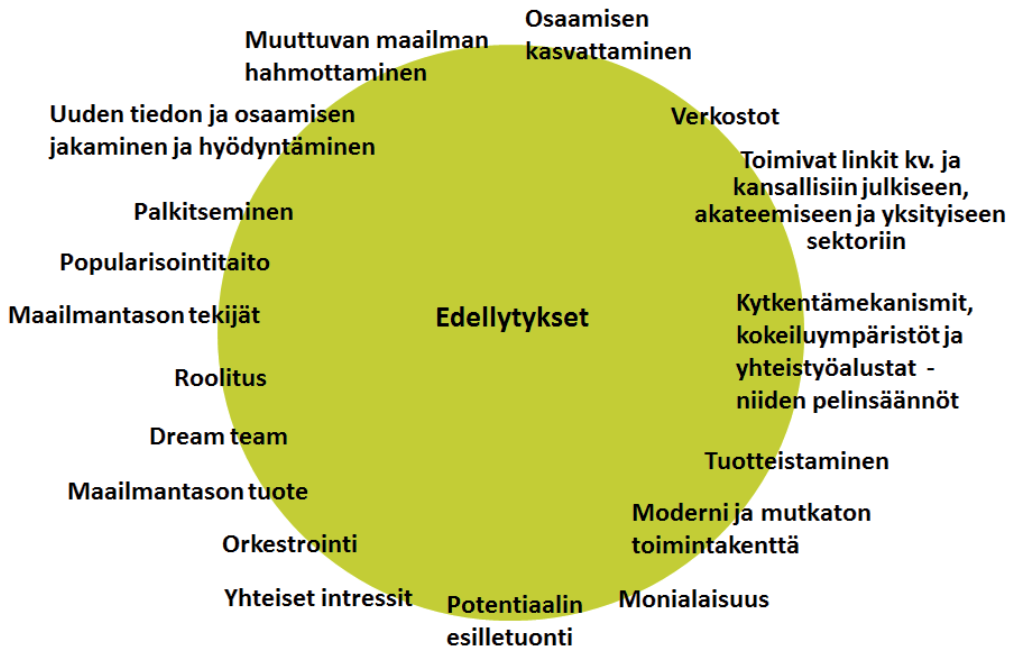 Osaamisen
kasvattaminen
Muuttuvan maailman
hahmottaminen
Uuden tiedon ja osaamisen
jakaminen ja hyödyntäminen
Verkostot
Toimivat linkit kv. ja
kansallisiin julkiseen,
akateemiseen ja yksityiseen
sektoriin
Palkitseminen
Popularisointitaito
Maailmantason tekijät
Edellytykset
Kytkentämekanismit,
kokeiluympäristöt ja
yhteistyöalustat -
niiden pelinsäännöt
Roolitus
Dream team
Tuotteistaminen
Maailmantason tuote
Moderni ja mutkaton
toimintakenttä
Orkestrointi
Yhteiset intressit
Potentiaalin
esilletuonti
Monialaisuus